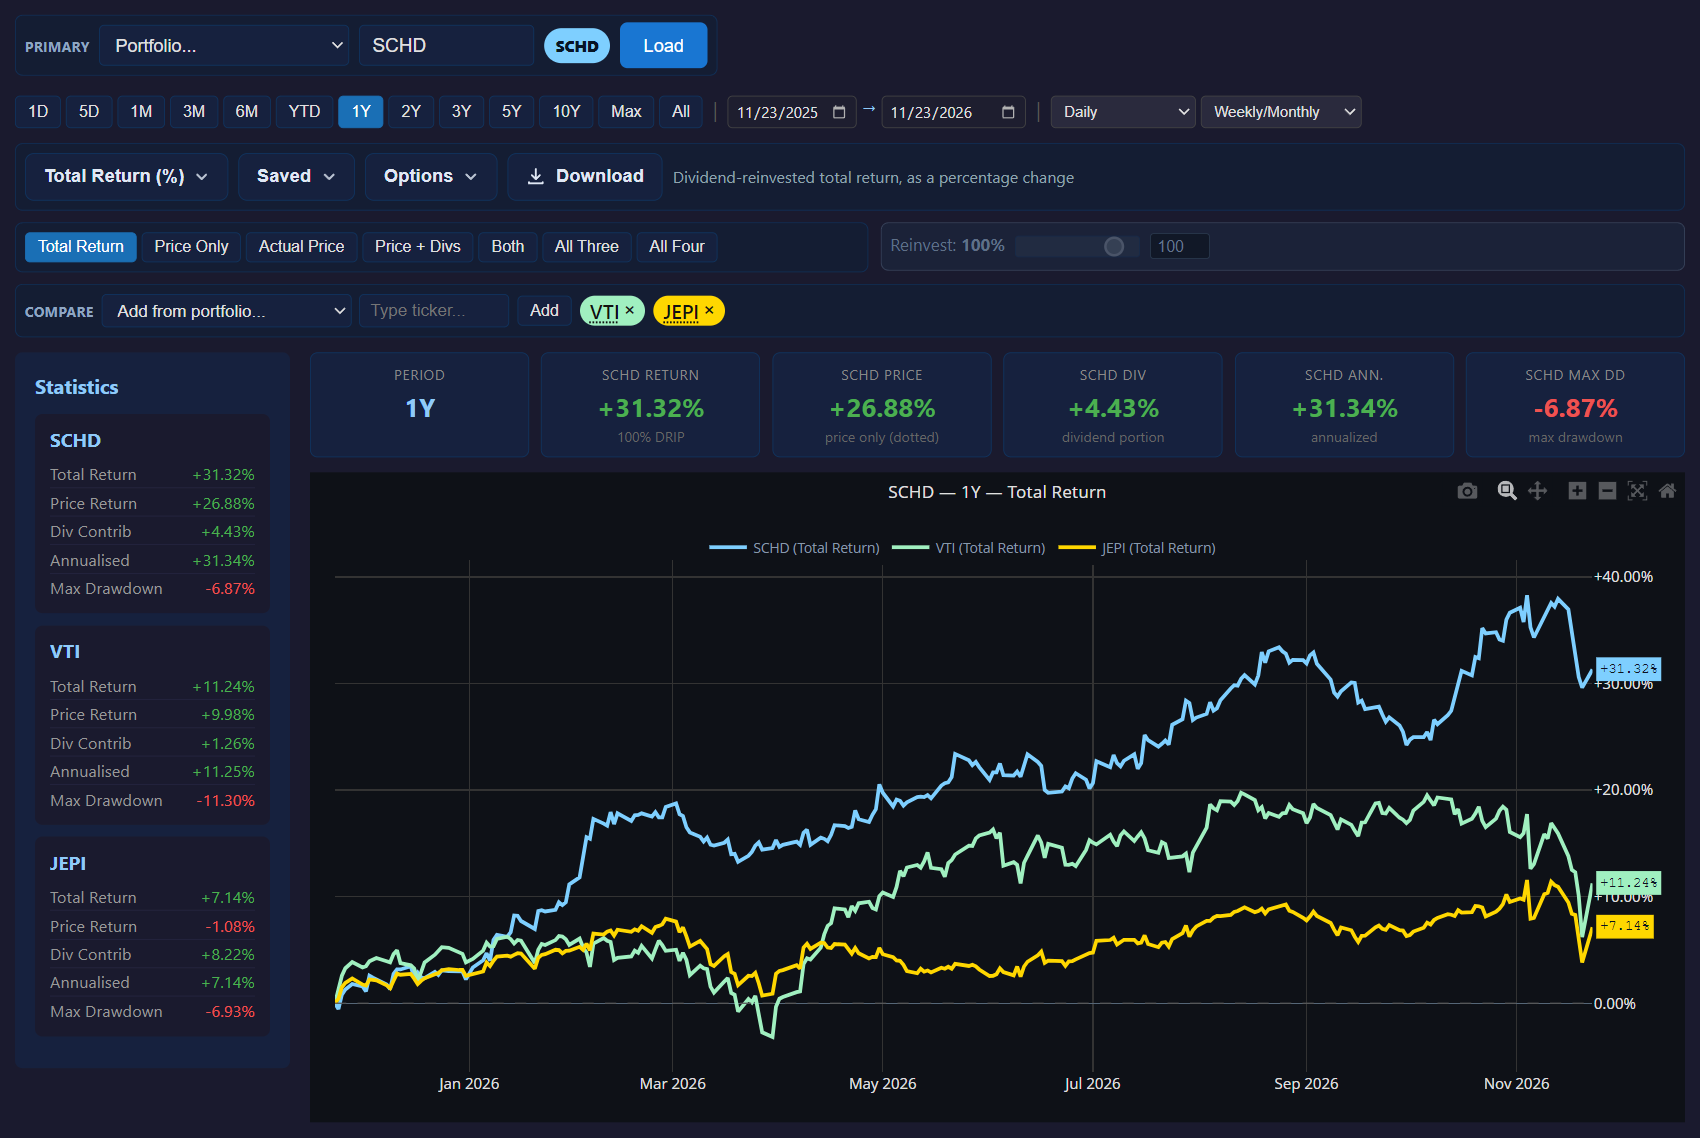 PRIMARY Portfolio... SCHD SCHD Load
1D 5D 1M 3M 6M YTD 1Y 2Y 3Y 5Y 10Y Max All | 11/23/2025 → 11/23/2026 | Daily Weekly/Monthly
Total Return (%) Saved Options Download Dividend-reinvested total return, as a percentage change
Total Return Price Only Actual Price Price + Divs Both All Three All Four Reinvest: 100% 100
COMPARE Add from portfolio... Type ticker... Add VTI × JEPI ×
Statistics
SCHD
Total Return +31.32%
Price Return +26.88%
Div Contrib +4.43%
Annualised +31.34%
Max Drawdown -6.87%
VTI
Total Return +11.24%
Price Return +9.98%
Div Contrib +1.26%
Annualised +11.25%
Max Drawdown -11.30%
JEPI
Total Return +7.14%
Price Return -1.08%
Div Contrib +8.22%
Annualised +7.14%
Max Drawdown -6.93%
PERIOD
1Y
SCHD RETURN
+31.32%
100% DRIP
SCHD PRICE
+26.88%
price only (dotted)
SCHD DIV
+4.43%
dividend portion
SCHD ANN.
+31.34%
annualized
SCHD MAX DD
-6.87%
max drawdown
SCHD — 1Y — Total Return
SCHD (Total Return) VTI (Total Return) JEPI (Total Return)
+40.00%
+31.32%
+30.00%
+20.00%
+11.24%
+10.00%
+7.14%
0.00%
Jan 2026 Mar 2026 May 2026 Jul 2026 Sep 2026 Nov 2026